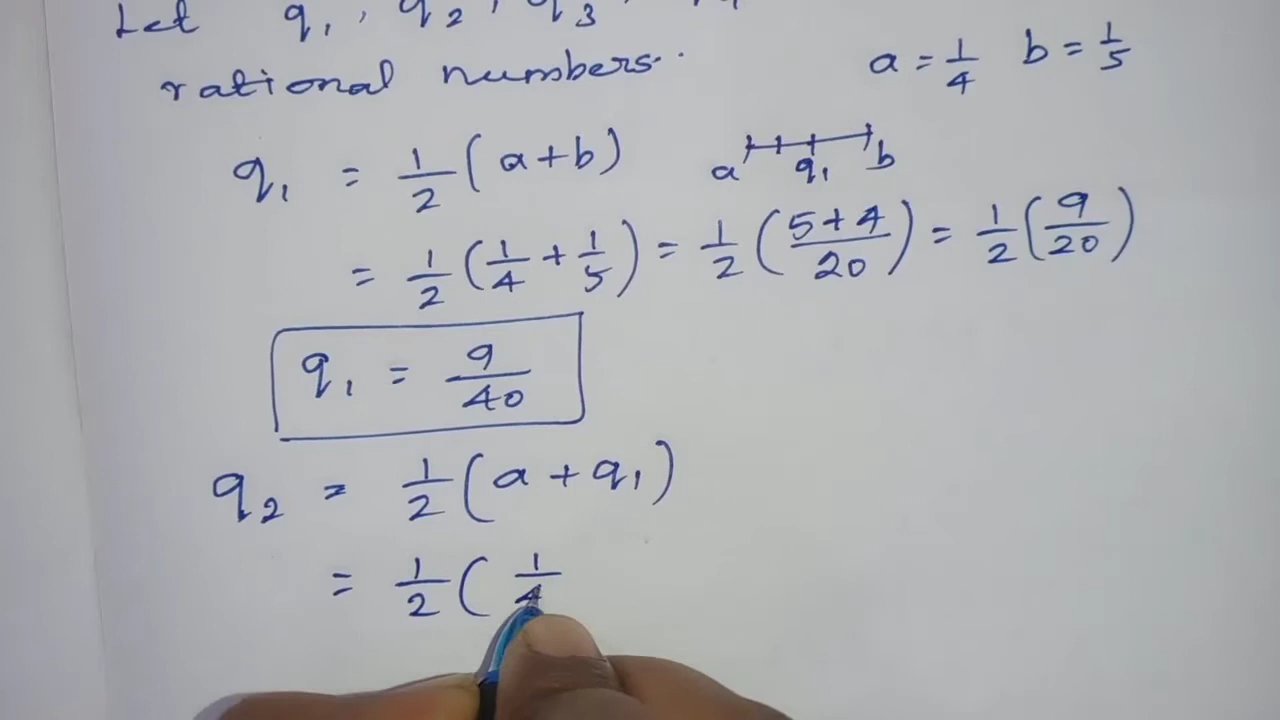 Let q₁, q₂, q₃
rational numbers.
a = 1/4 b = 1/5
q₁ = 1/2 (a+b)
a q₁ b
= 1/2 (1/4 + 1/5) = 1/2 (5+4/20) = 1/2 (9/20)
q₁ = 9/40
q₂ = 1/2 (a + q₁)
= 1/2 ( 1/4